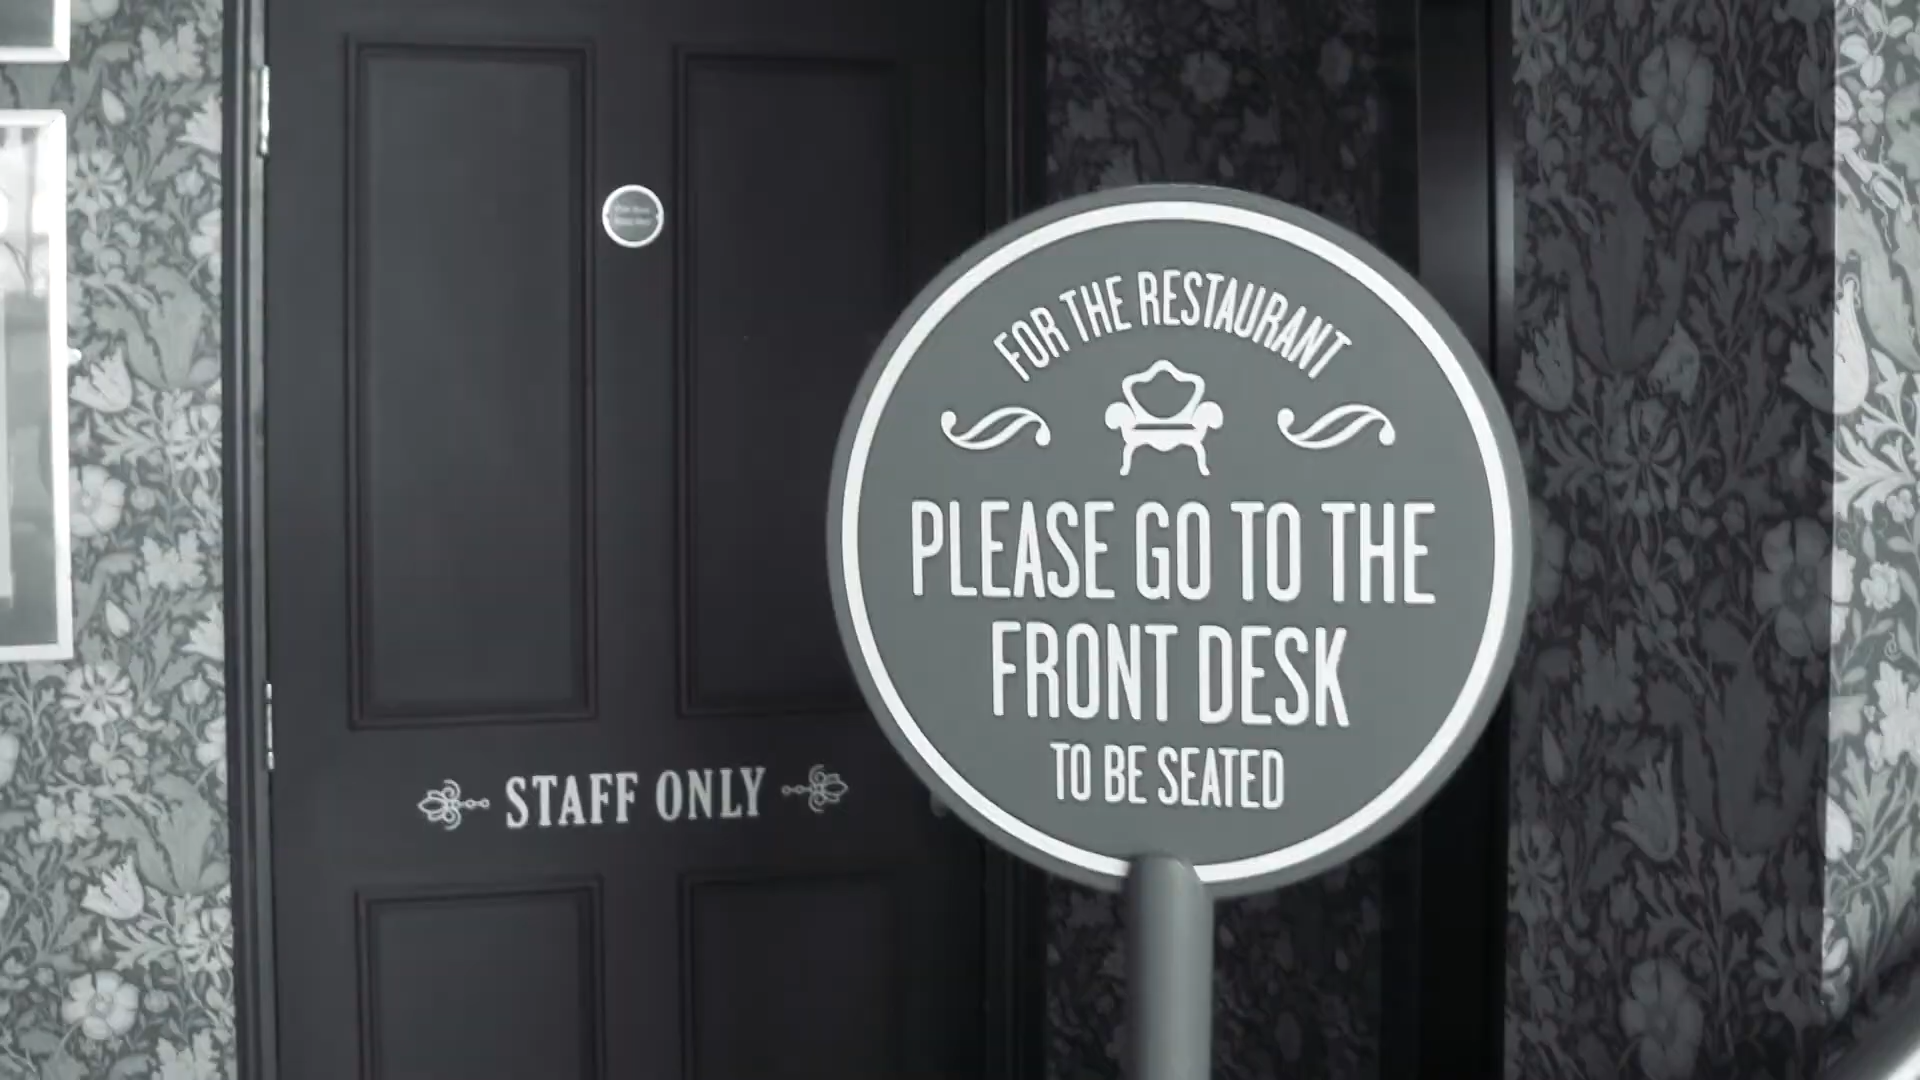 STAFF ONLY
FOR THE RESTAURANT
PLEASE GO TO THE
FRONT DESK
TO BE SEATED